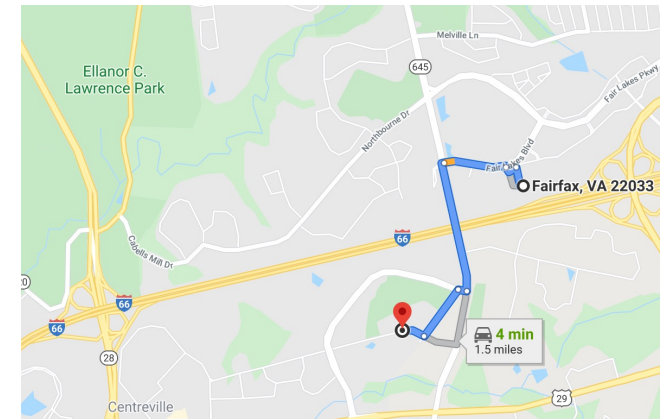 Melville Ln
645
Ellanor C.
Lawrence Park
Fair Lakes Pkwy
Northbourne Dr
Fair Lakes Blvd
Fairfax, VA 22033
66
Cabells Mill Dr
66
66
4 min
1.5 miles
28
29
Centreville